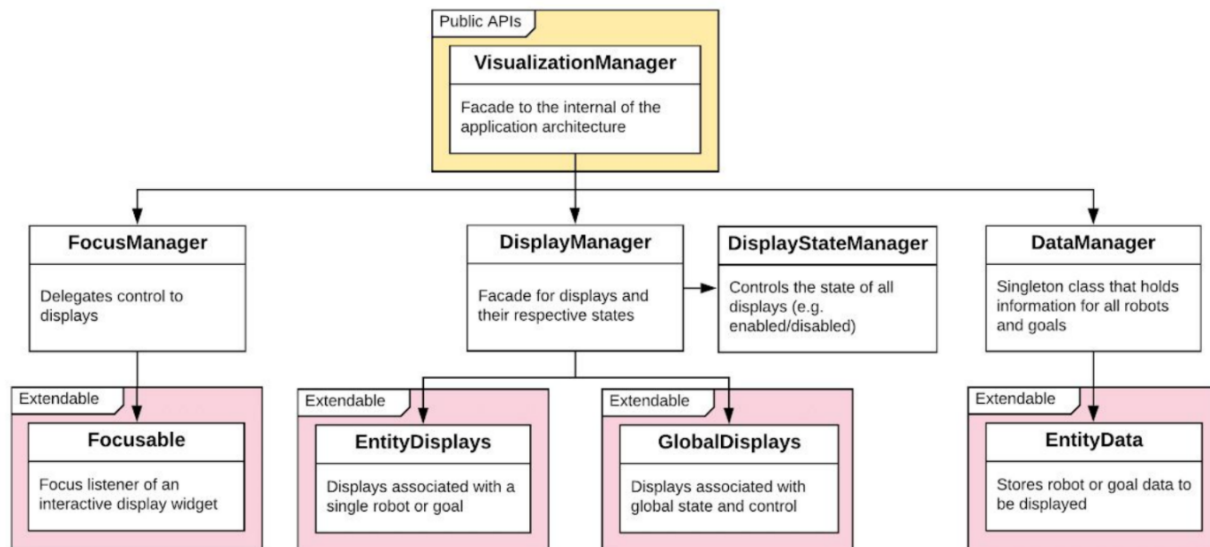 Public APIs
VisualizationManager
Facade to the internal of the
application architecture
FocusManager
Delegates control to
displays
DisplayManager
Facade for displays and
their respective states
DisplayStateManager
Controls the state of all
displays (e.g.
enabled/disabled)
DataManager
Singleton class that holds
information for all robots
and goals
Extendable
Focusable
Focus listener of an
interactive display widget
Extendable
EntityDisplays
Displays associated with a
single robot or goal
Extendable
GlobalDisplays
Displays associated with
global state and control
Extendable
EntityData
Stores robot or goal data to
be displayed